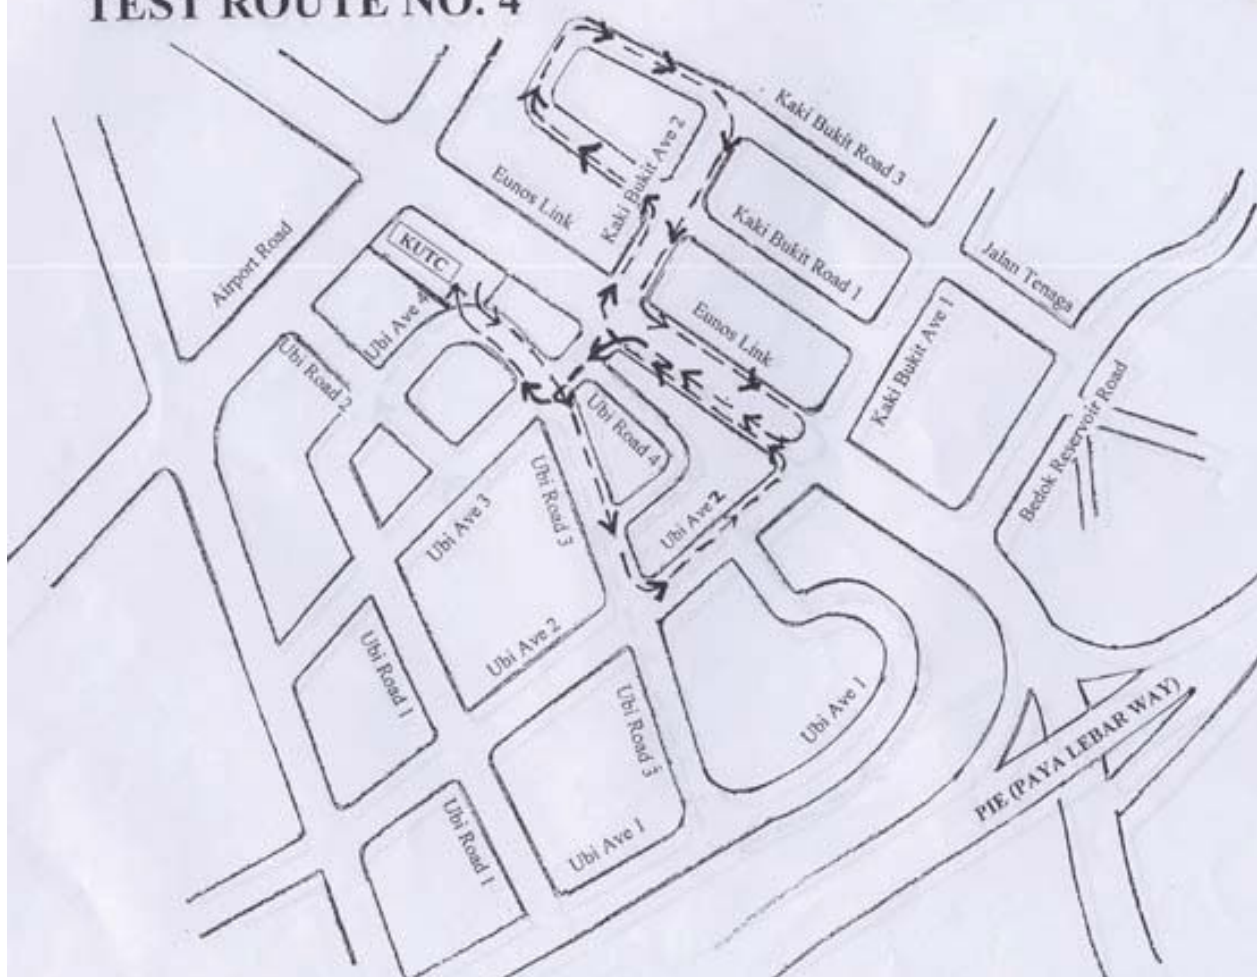 TEST ROUTE NO. 4
Kaki Bukit Road 3
Kaki Bukit Ave 2
Eunos Link
Kaki Bukit Road 1
Jalan Tenaga
Airport Road
KUTC
Ubi Ave 4
Eunos Link
Kaki Bukit Ave 1
Ubi Road 2
Ubi Road 4
Bedok Reservoir Road
Ubi Ave 3
Ubi Road 3
Ubi Ave 2
Ubi Ave 2
Ubi Road 1
Ubi Road 3
Ubi Ave 1
PIE (PAYA LEBAR WAY)
Ubi Road 1
Ubi Ave 1